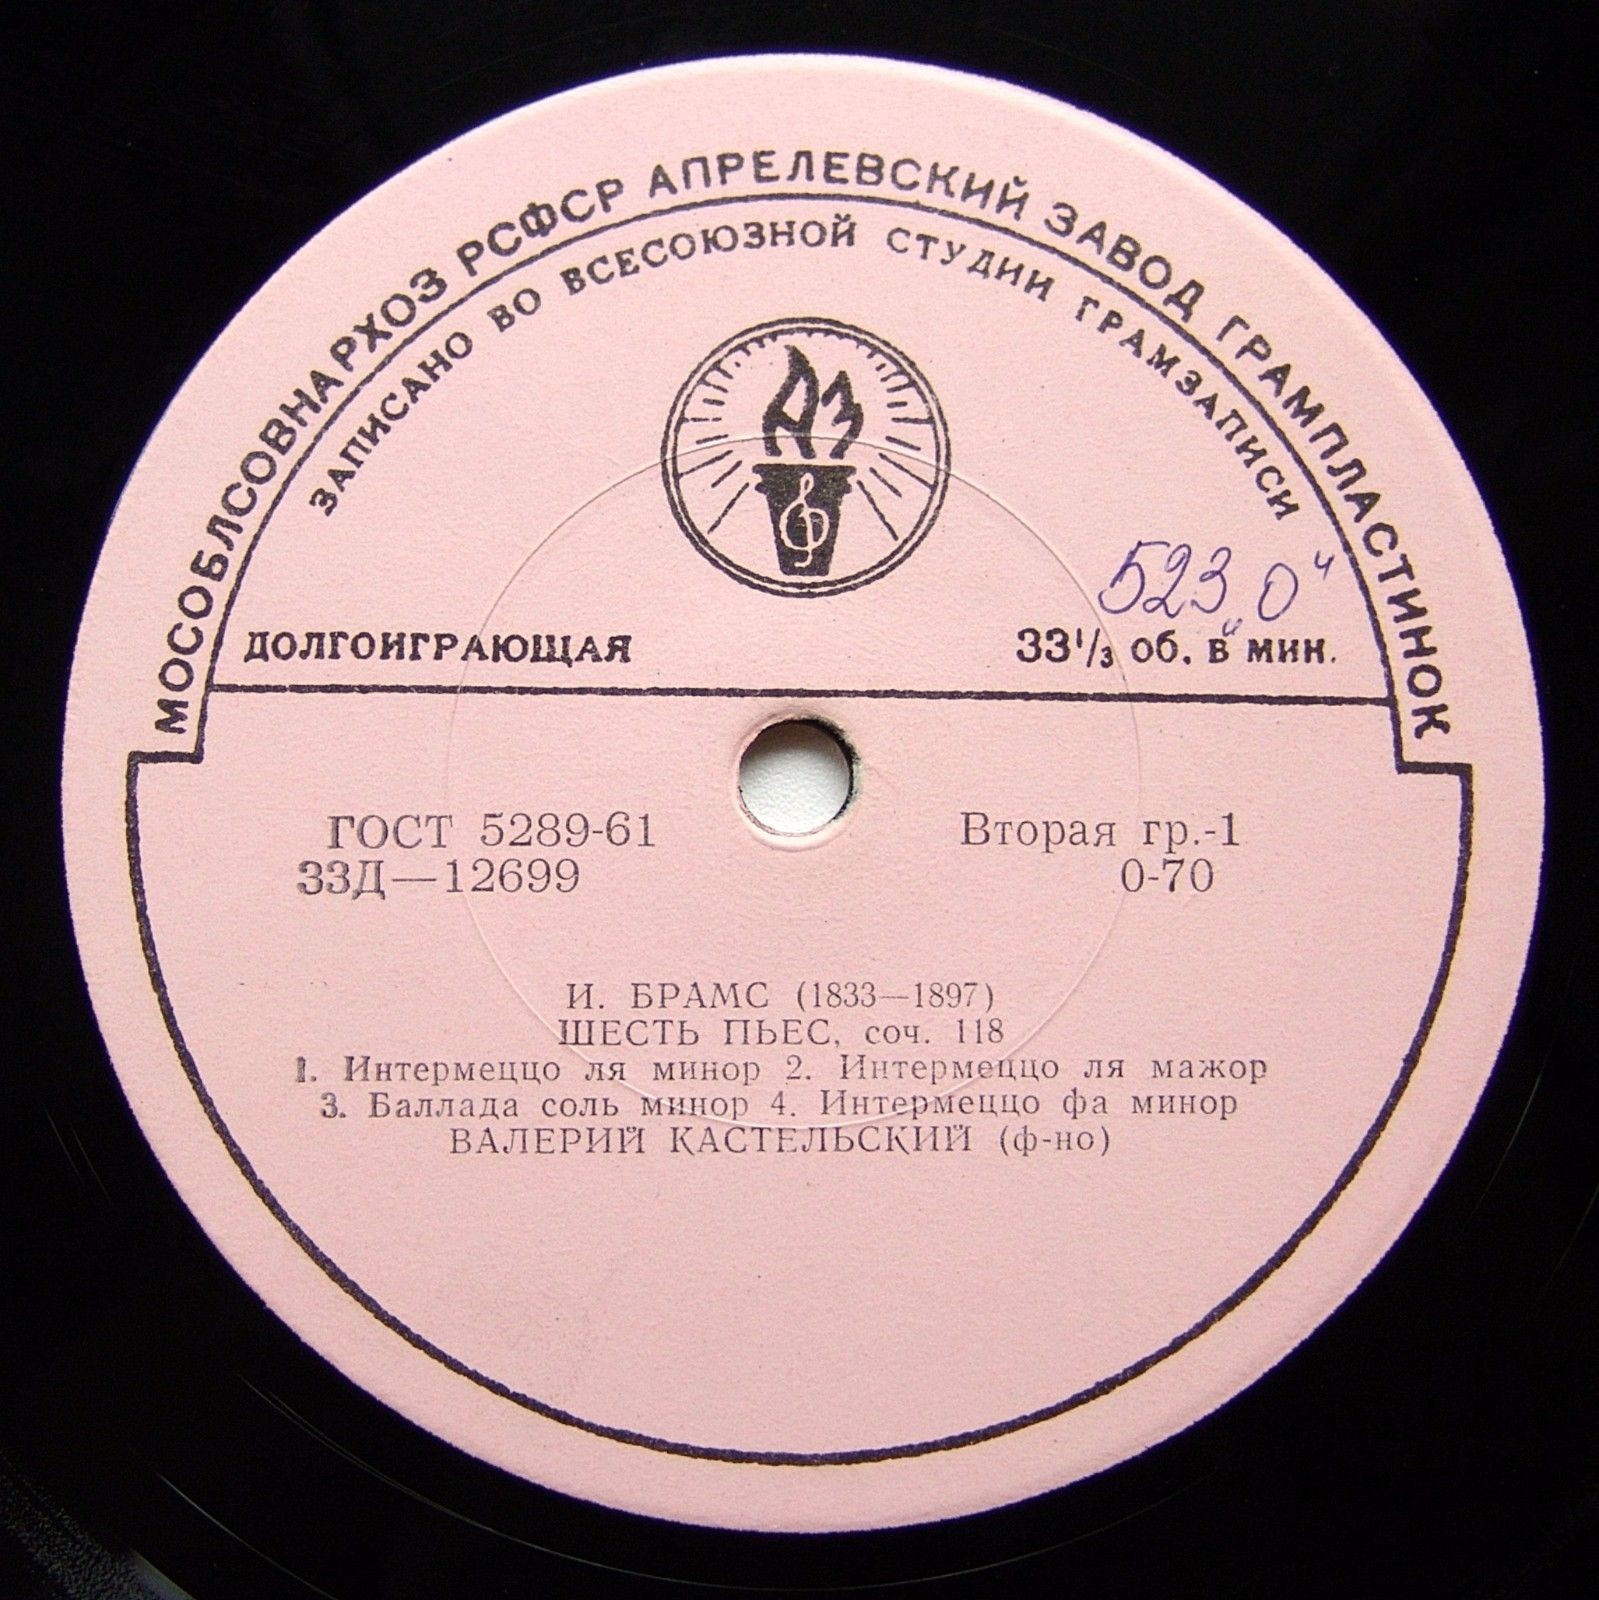 МОСОБЛСОВНАРХОЗ РСФСР АПРЕЛЕВСКИЙ ЗАВОД ГРАМПЛАСТИНОК
ЗАПИСАНО ВО ВСЕСОЮЗНОЙ СТУДИИ ГРАМЗАПИСИ
АЗ
523 „О"
ДОЛГОИГРАЮЩАЯ 33 1/3 об. в мин.
ГОСТ 5289-61 Вторая гр.-1
33Д—12699 0-70
И. БРАМС (1833—1897)
ШЕСТЬ ПЬЕС, соч. 118
1. Интермеццо ля минор 2. Интермеццо ля мажор
3. Баллада соль минор 4. Интермеццо фа минор
ВАЛЕРИЙ КАСТЕЛЬСКИЙ (ф-но)